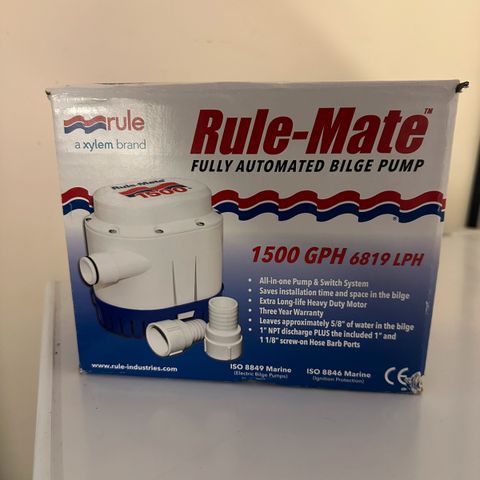 rule
a xylem brand
Rule-Mate™
FULLY AUTOMATED BILGE PUMP
®
Rule-Mate
1500
1500 GPH 6819 LPH
• All-in-one Pump & Switch System
• Saves installation time and space in the bilge
• Extra Long-life Heavy Duty Motor
• Three Year Warranty
• Leaves approximately 5/8" of water in the bilge
• 1" NPT discharge PLUS the included 1" and
1 1/8" screw-on Hose Barb Ports
www.rule-industries.com
ISO 8849 Marine
(Electric Bilge Pumps)
ISO 8846 Marine
(Ignition Protection)
CE